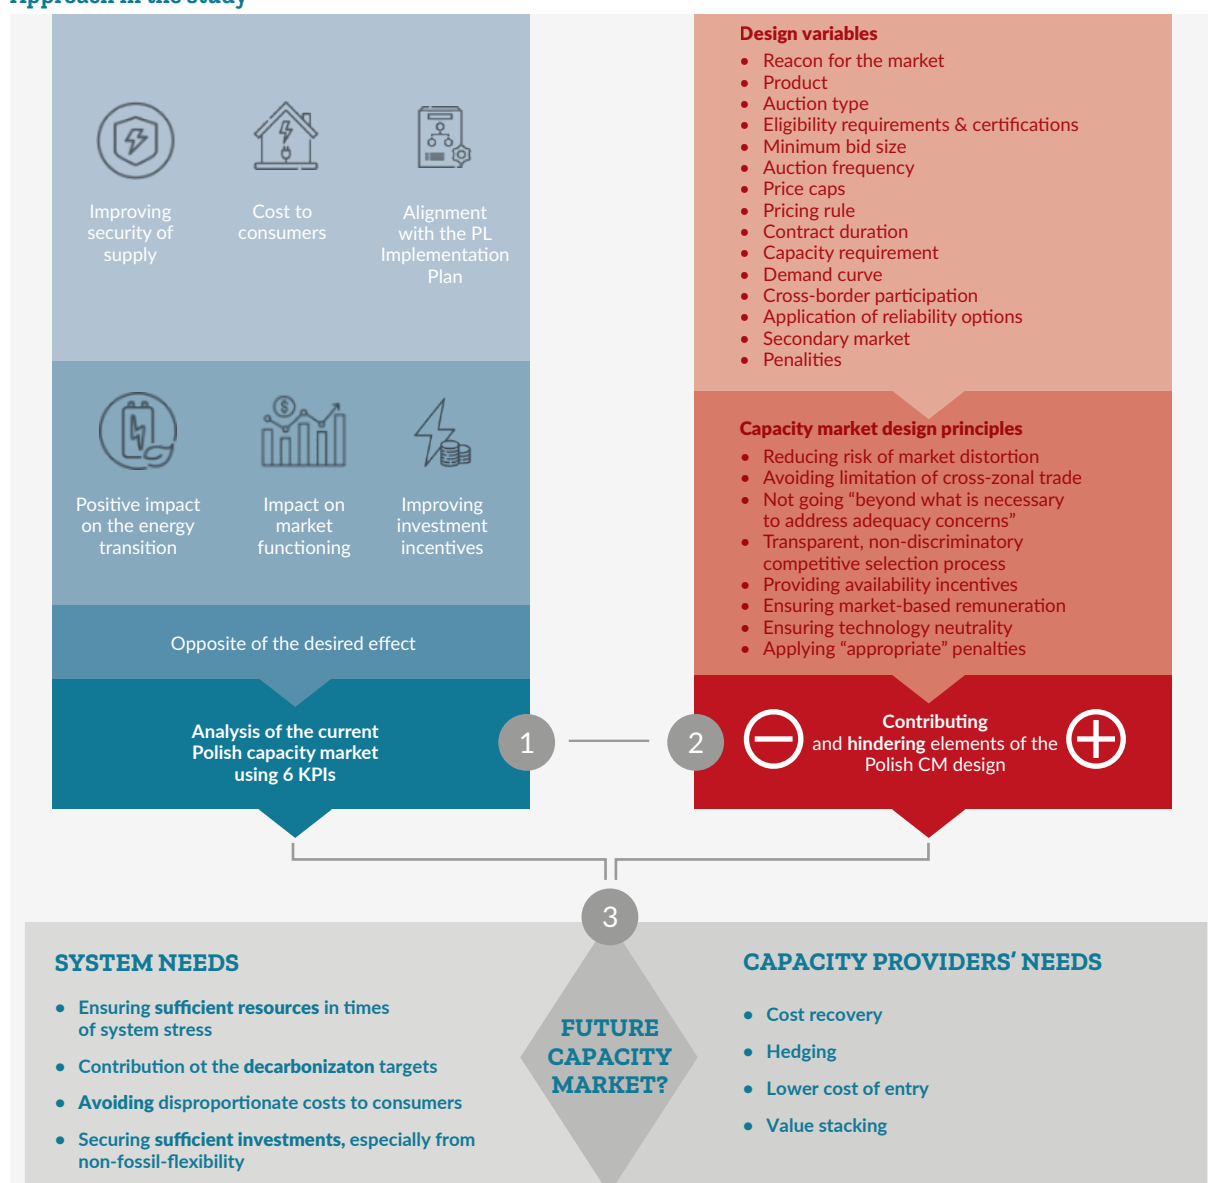 Approach in the study
Improving
security of
supply
Cost to
consumers
Alignment
with the PL
Implementation
Plan
Positive impact
on the energy
transition
Impact on
market
functioning
Improving
investment
incentives
Opposite of the desired effect
Analysis of the current
Polish capacity market
using 6 KPIs
1
2
Design variables
• Reacon for the market
• Product
• Auction type
• Eligibility requirements & certifications
• Minimum bid size
• Auction frequency
• Price caps
• Pricing rule
• Contract duration
• Capacity requirement
• Demand curve
• Cross-border participation
• Application of reliability options
• Secondary market
• Penalities
Capacity market design principles
• Reducing risk of market distortion
• Avoiding limitation of cross-zonal trade
• Not going “beyond what is necessary
to address adequacy concerns”
• Transparent, non-discriminatory
competitive selection process
• Providing availability incentives
• Ensuring market-based remuneration
• Ensuring technology neutrality
• Applying “appropriate” penalties
Contributing
and hindering elements of the
Polish CM design
3
SYSTEM NEEDS
• Ensuring sufficient resources in times
of system stress
• Contribution ot the decarbonizaton targets
• Avoiding disproportionate costs to consumers
• Securing sufficient investments, especially from
non-fossil-flexibility
FUTURE
CAPACITY
MARKET?
CAPACITY PROVIDERS’ NEEDS
• Cost recovery
• Hedging
• Lower cost of entry
• Value stacking